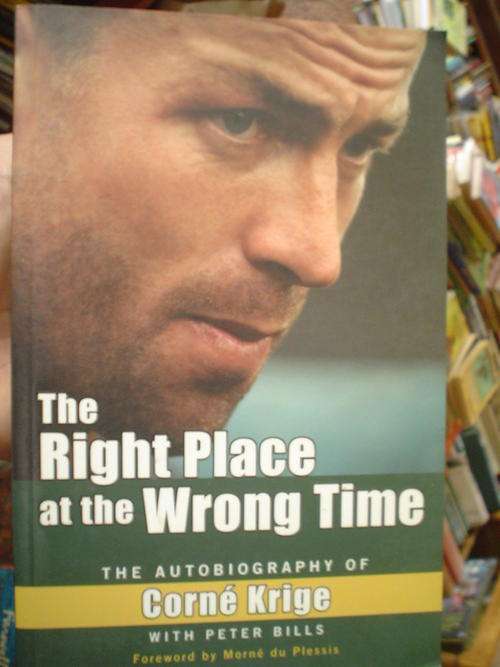 The
Right Place
at the Wrong Time
THE AUTOBIOGRAPHY OF
Corné Krige
WITH PETER BILLS
Foreword by Morné du Plessis